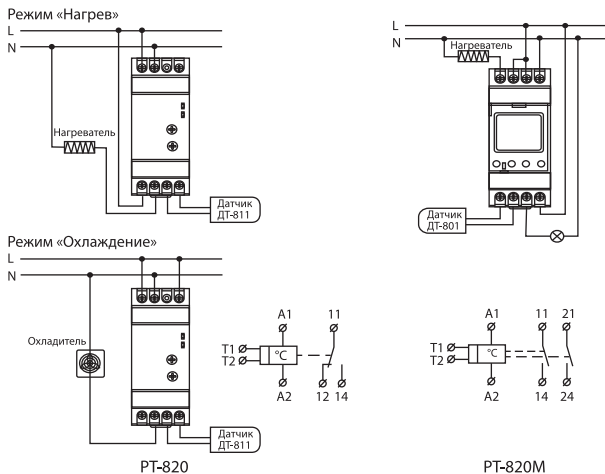 Режим «Нагрев»
L
N
Нагреватель
Датчик
ДТ-811
Режим «Охлаждение»
L
N
Охладитель
Датчик
ДТ-811
РТ-820
A1
11
T1
T2
°C
A2
12
14
L
N
Нагреватель
Датчик
ДТ-801
A1
11
21
T1
T2
°C
A2
14
24
РТ-820М